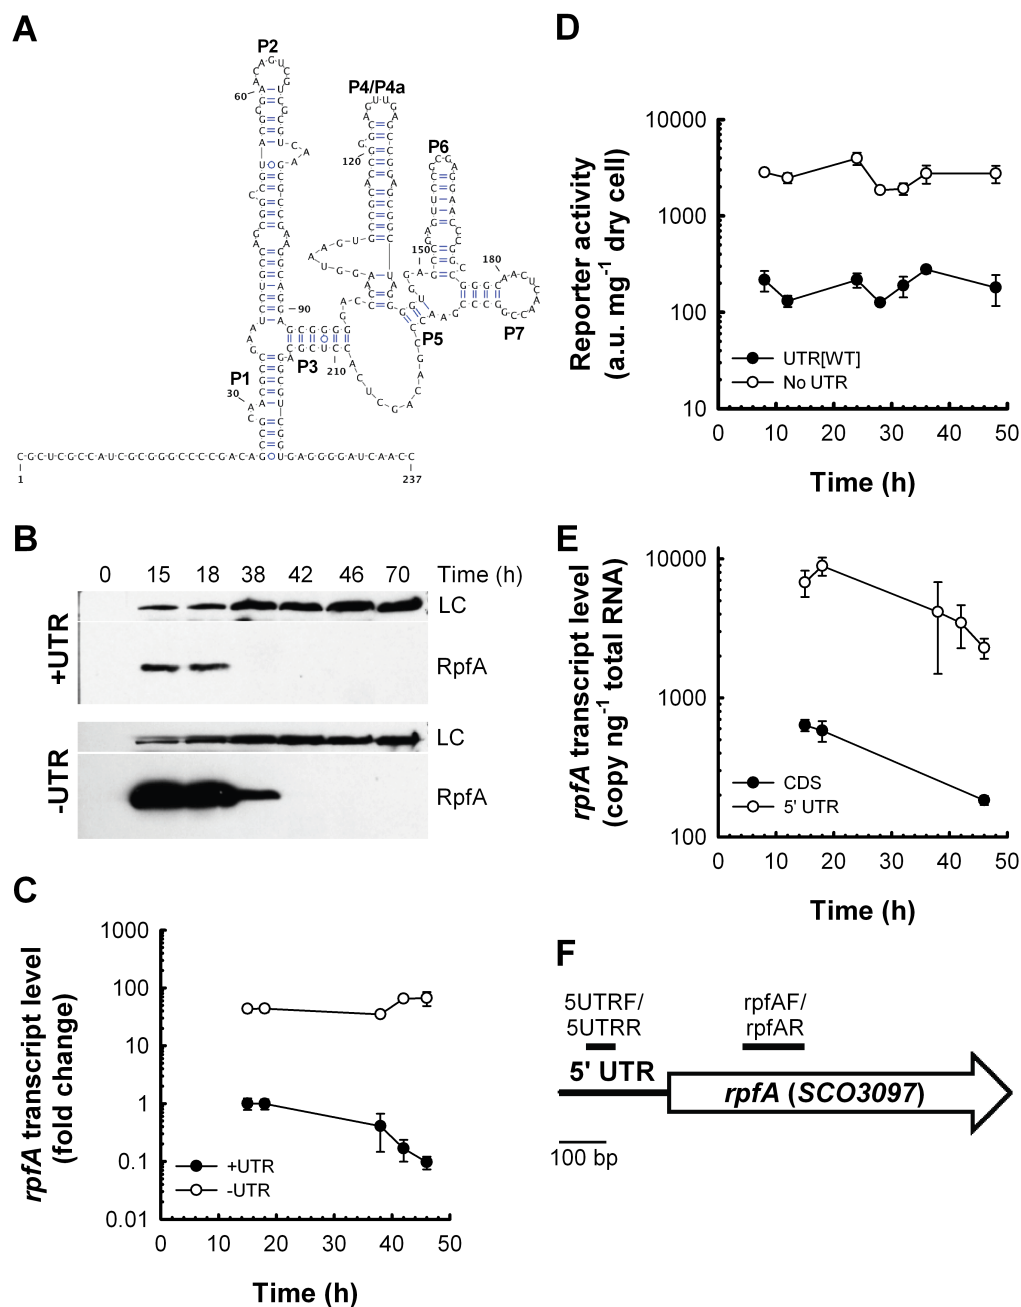 A
P2
60
P4/P4a
120
P6
150
180
90
P1
30
P3
210
P5
P7
CGCUCGCCAUCGCGGGCCCCGACAGGUGAGGGGAUCAACC
1
237
B
0 15 18 38 42 46 70 Time (h)
+UTR
LC
RpfA
-UTR
LC
RpfA
C
rpfA transcript level
(fold change)
1000
100
10
1
0.1
0.01
+UTR
-UTR
0 10 20 30 40 50
Time (h)
D
Reporter activity
(a.u. mg-1 dry cell)
10000
1000
100
10
UTR[WT]
No UTR
0 10 20 30 40 50
Time (h)
E
rpfA transcript level
(copy ng-1 total RNA)
10000
1000
100
CDS
5' UTR
0 10 20 30 40 50
Time (h)
F
5UTRF/
5UTRR
rpfAF/
rpfAR
5' UTR
rpfA (SCO3097)
100 bp